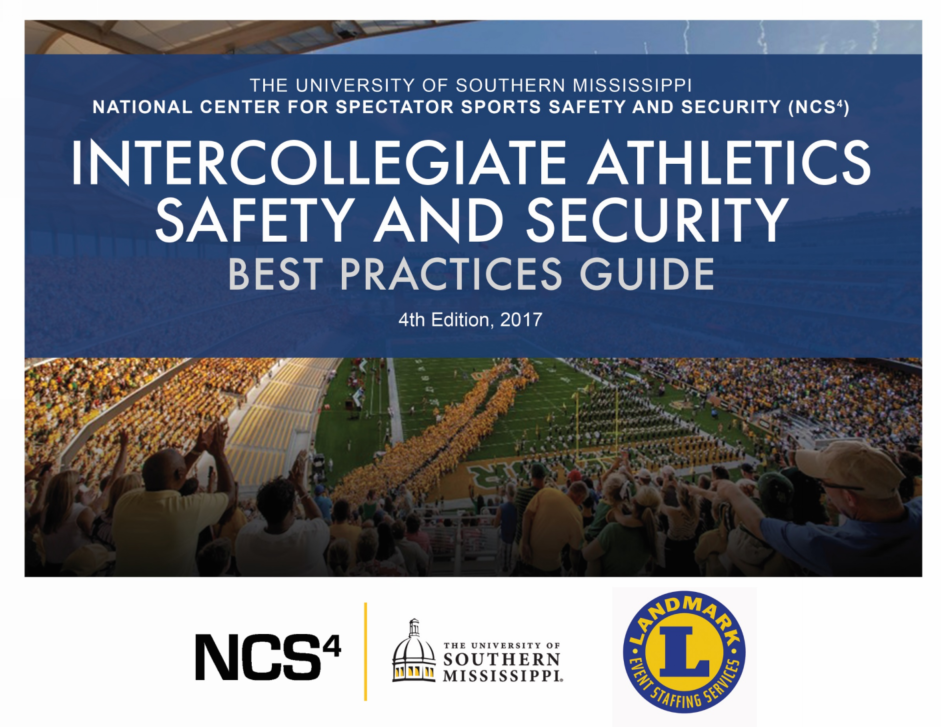 THE UNIVERSITY OF SOUTHERN MISSISSIPPI
NATIONAL CENTER FOR SPECTATOR SPORTS SAFETY AND SECURITY (NCS⁴)
INTERCOLLEGIATE ATHLETICS
SAFETY AND SECURITY
BEST PRACTICES GUIDE
4th Edition, 2017
NCS⁴
THE UNIVERSITY OF
SOUTHERN
MISSISSIPPI®
LANDMARK
L
EVENT STAFFING SERVICES